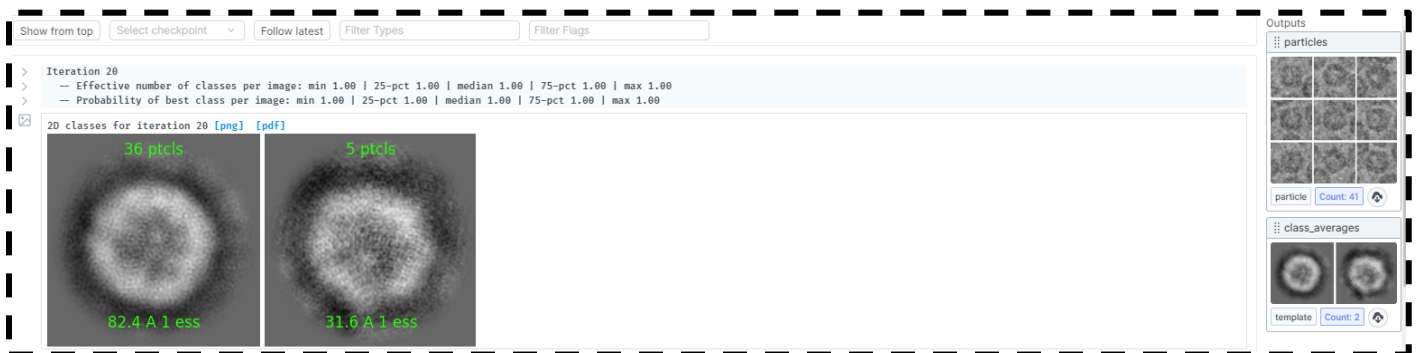 Show from top Select checkpoint Follow latest Filter Types Filter Flags
Iteration 20
-- Effective number of classes per image: min 1.00 | 25-pct 1.00 | median 1.00 | 75-pct 1.00 | max 1.00
-- Probability of best class per image: min 1.00 | 25-pct 1.00 | median 1.00 | 75-pct 1.00 | max 1.00
2D classes for iteration 20 [png] [pdf]
36 ptcls 5 ptcls
82.4 A 1 ess 31.6 A 1 ess
Outputs
particles
particle Count: 41
class_averages
template Count: 2